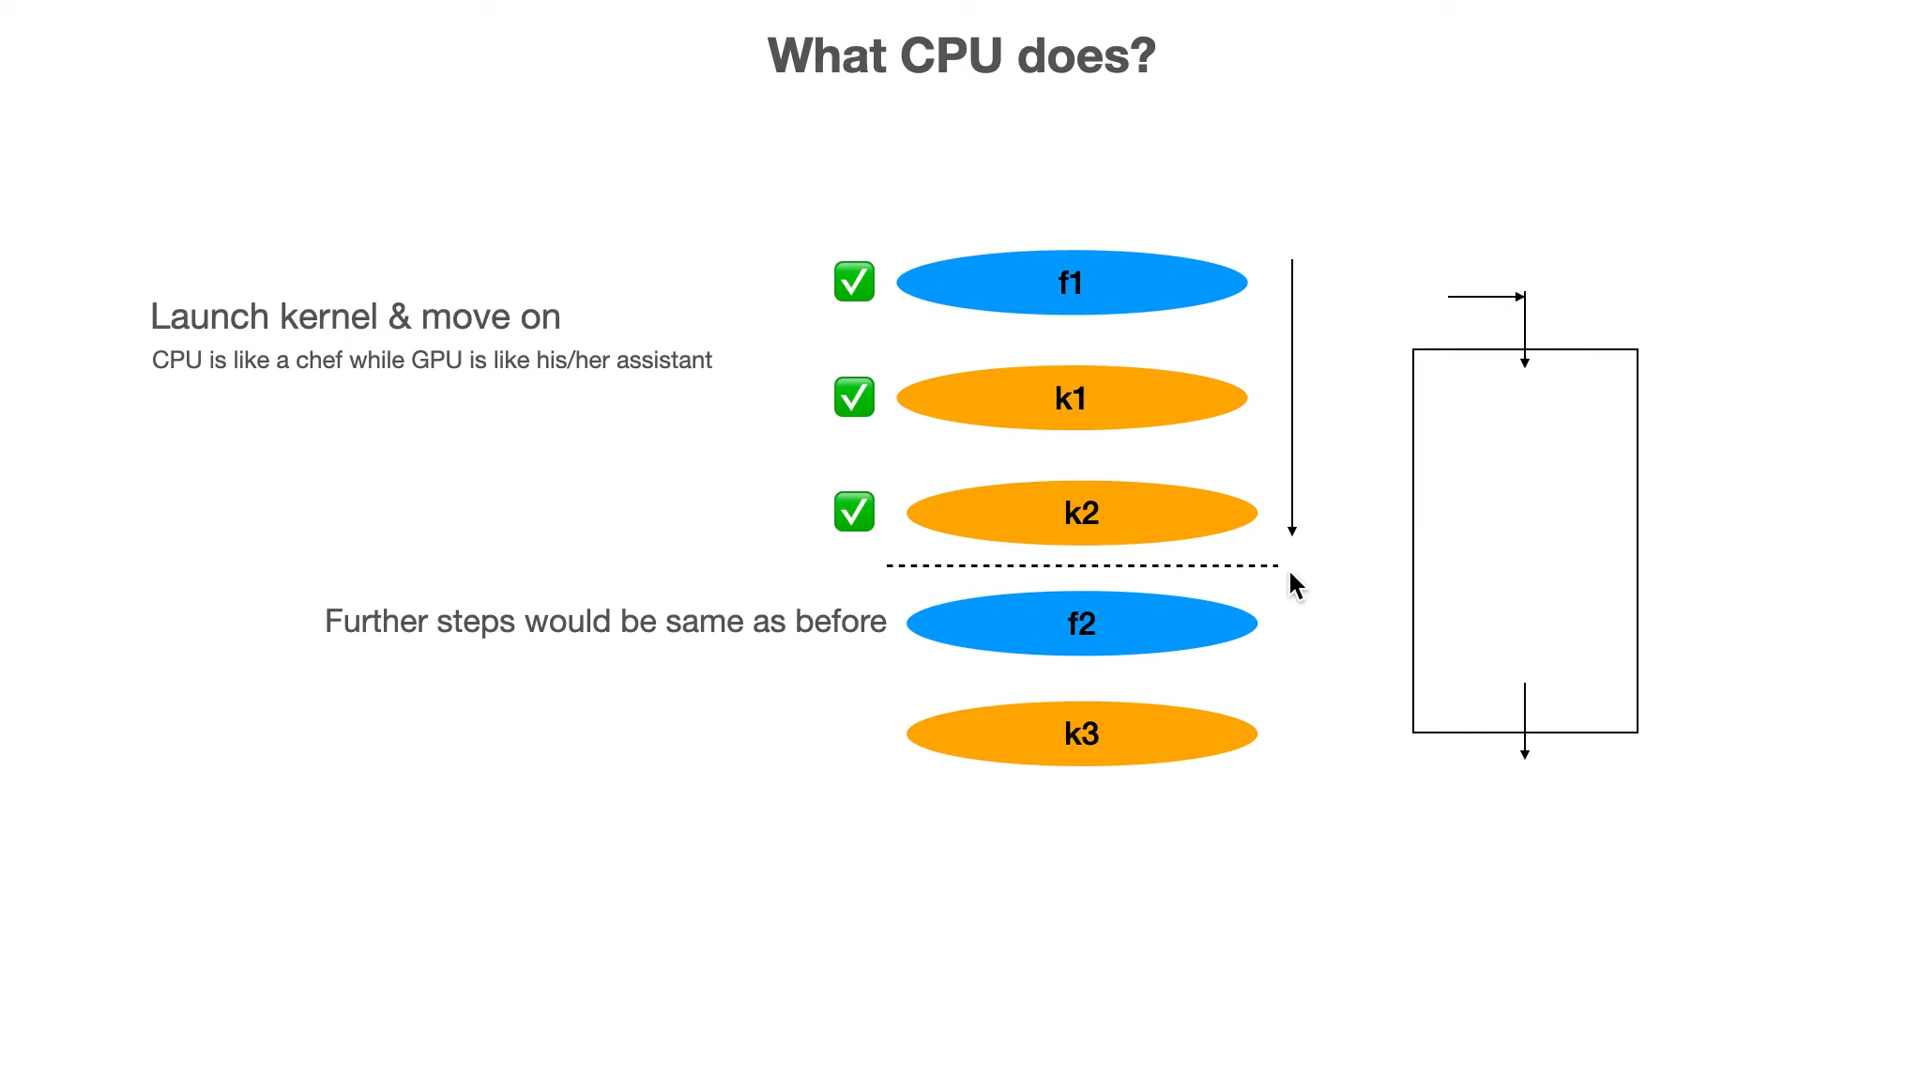 What CPU does?
Launch kernel & move on
CPU is like a chef while GPU is like his/her assistant
f1
k1
k2
Further steps would be same as before
f2
k3